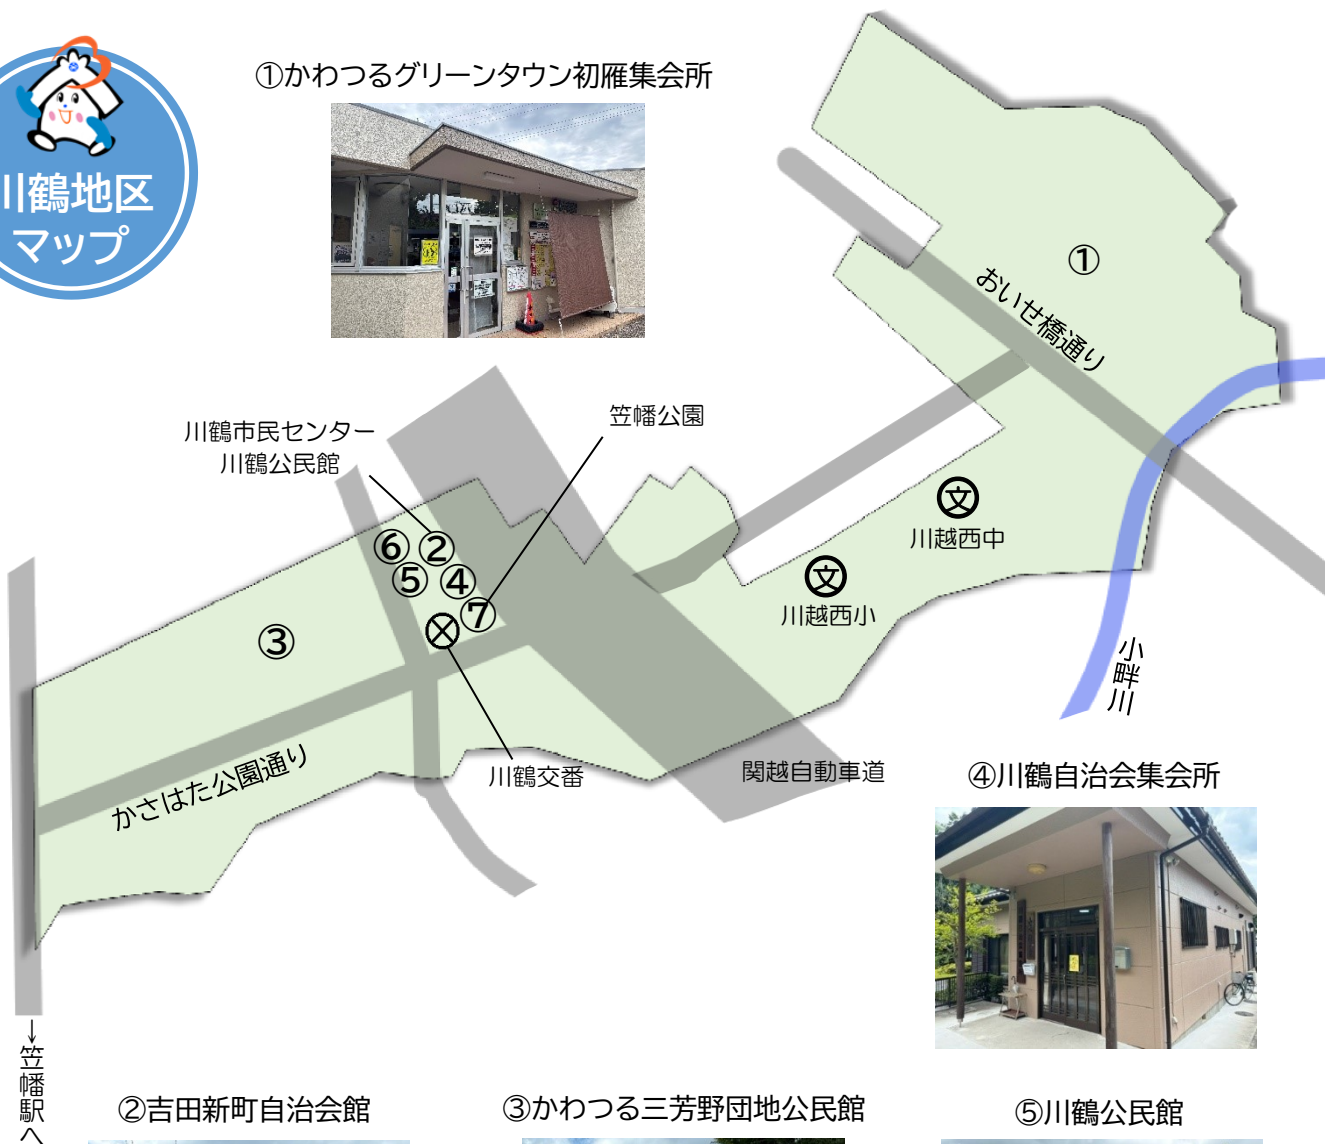 川鶴地区
マップ
①かわつるグリーンタウン初雁集会所
①
おいせ橋通り
笠幡公園
川鶴市民センター
川鶴公民館
文
川越西中
文
川越西小
⑥
②
⑤
④
⑦
③
小畔川
かさはた公園通り
川鶴交番
関越自動車道
④川鶴自治会集会所
→笠幡駅へ
②吉田新町自治会館
③かわつる三芳野団地公民館
⑤川鶴公民館